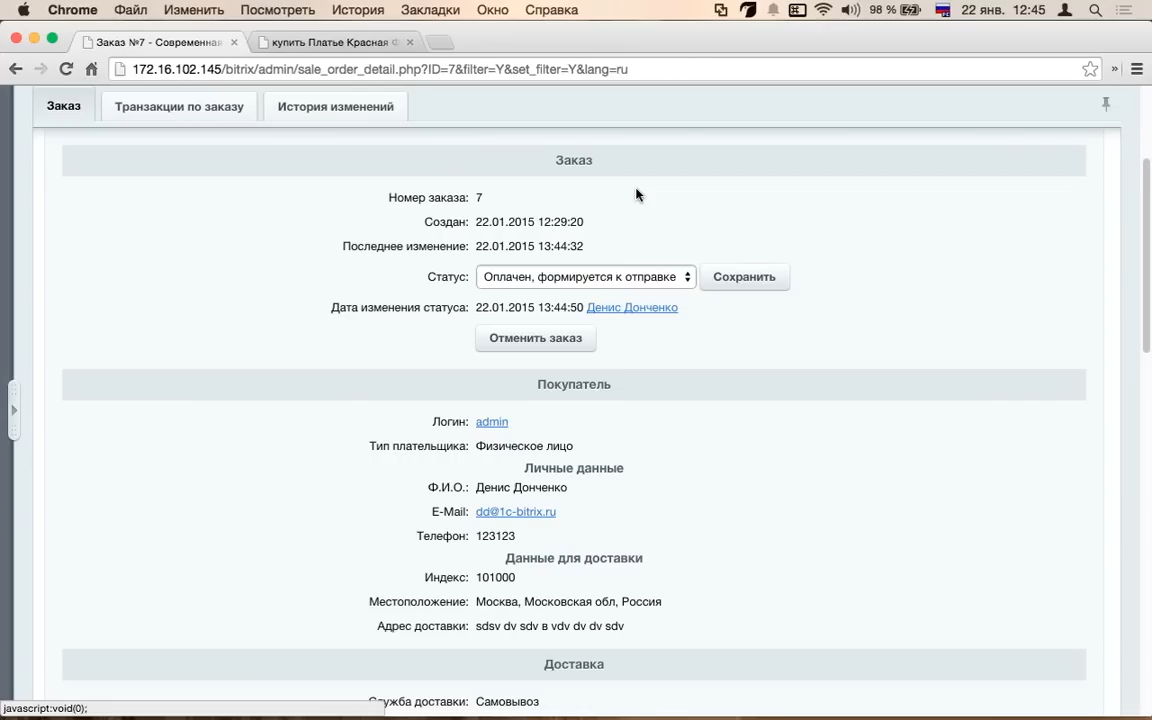 Chrome Файл Изменить Посмотреть История Закладки Окно Справка 98 % 22 янв. 12:45
Заказ №7 - Современная купить Платье Красная Ф
172.16.102.145/bitrix/admin/sale_order_detail.php?ID=7&filter=Y&set_filter=Y&lang=ru »
Заказ Транзакции по заказу История изменений
Заказ
Номер заказа: 7
Создан: 22.01.2015 12:29:20
Последнее изменение: 22.01.2015 13:44:32
Статус: Оплачен, формируется к отправке Сохранить
Дата изменения статуса: 22.01.2015 13:44:50 Денис Донченко
Отменить заказ
Покупатель
Логин: admin
Тип плательщика: Физическое лицо
Личные данные
Ф.И.О.: Денис Донченко
E-Mail: dd@1c-bitrix.ru
Телефон: 123123
Данные для доставки
Индекс: 101000
Местоположение: Москва, Московская обл, Россия
Адрес доставки: sdsv dv sdv в vdv dv dv sdv
Доставка
Служба доставки: Самовывоз
javascript:void(0);